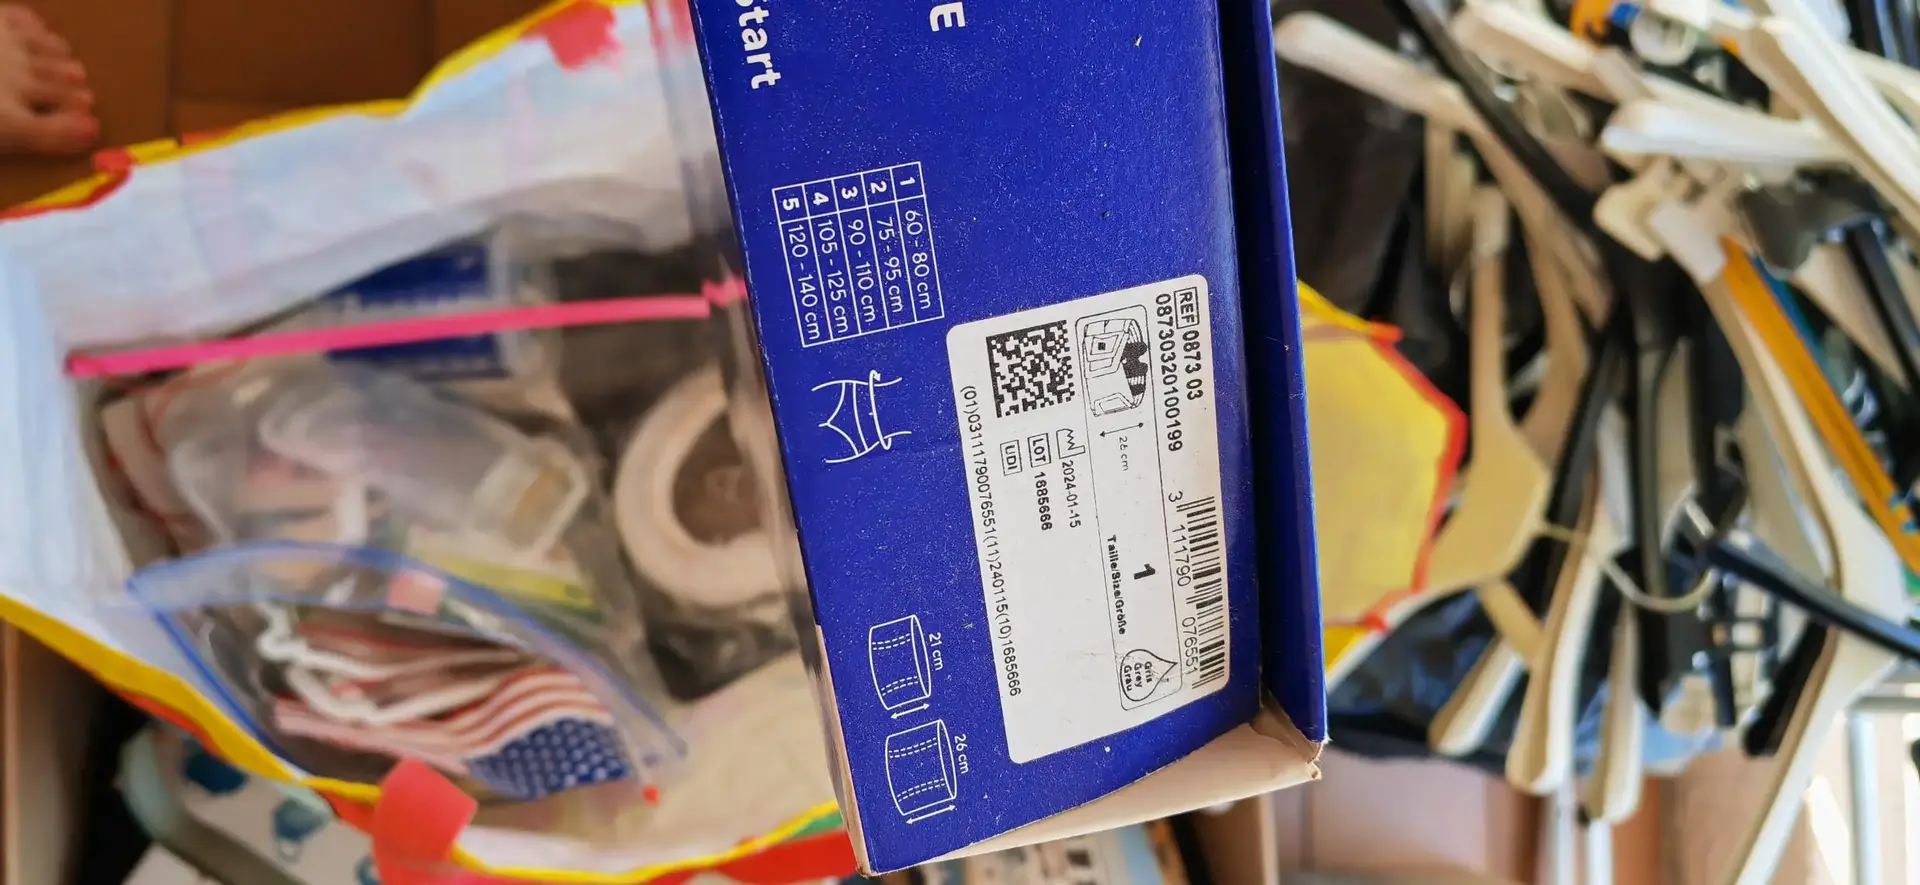 E
Start
1 60 - 80 cm
2 75 - 95 cm
3 90 - 110 cm
4 105 - 125 cm
5 120 - 140 cm
REF 0873 03
0873032010199
26 cm
2024-01-15
LOT 1685666
UDI
(01)03111790076551(11)240115(10)1685666
1
Taille/Size/Größe
Gris
Grey
Grau
3 111790 076551
21 cm
26 cm